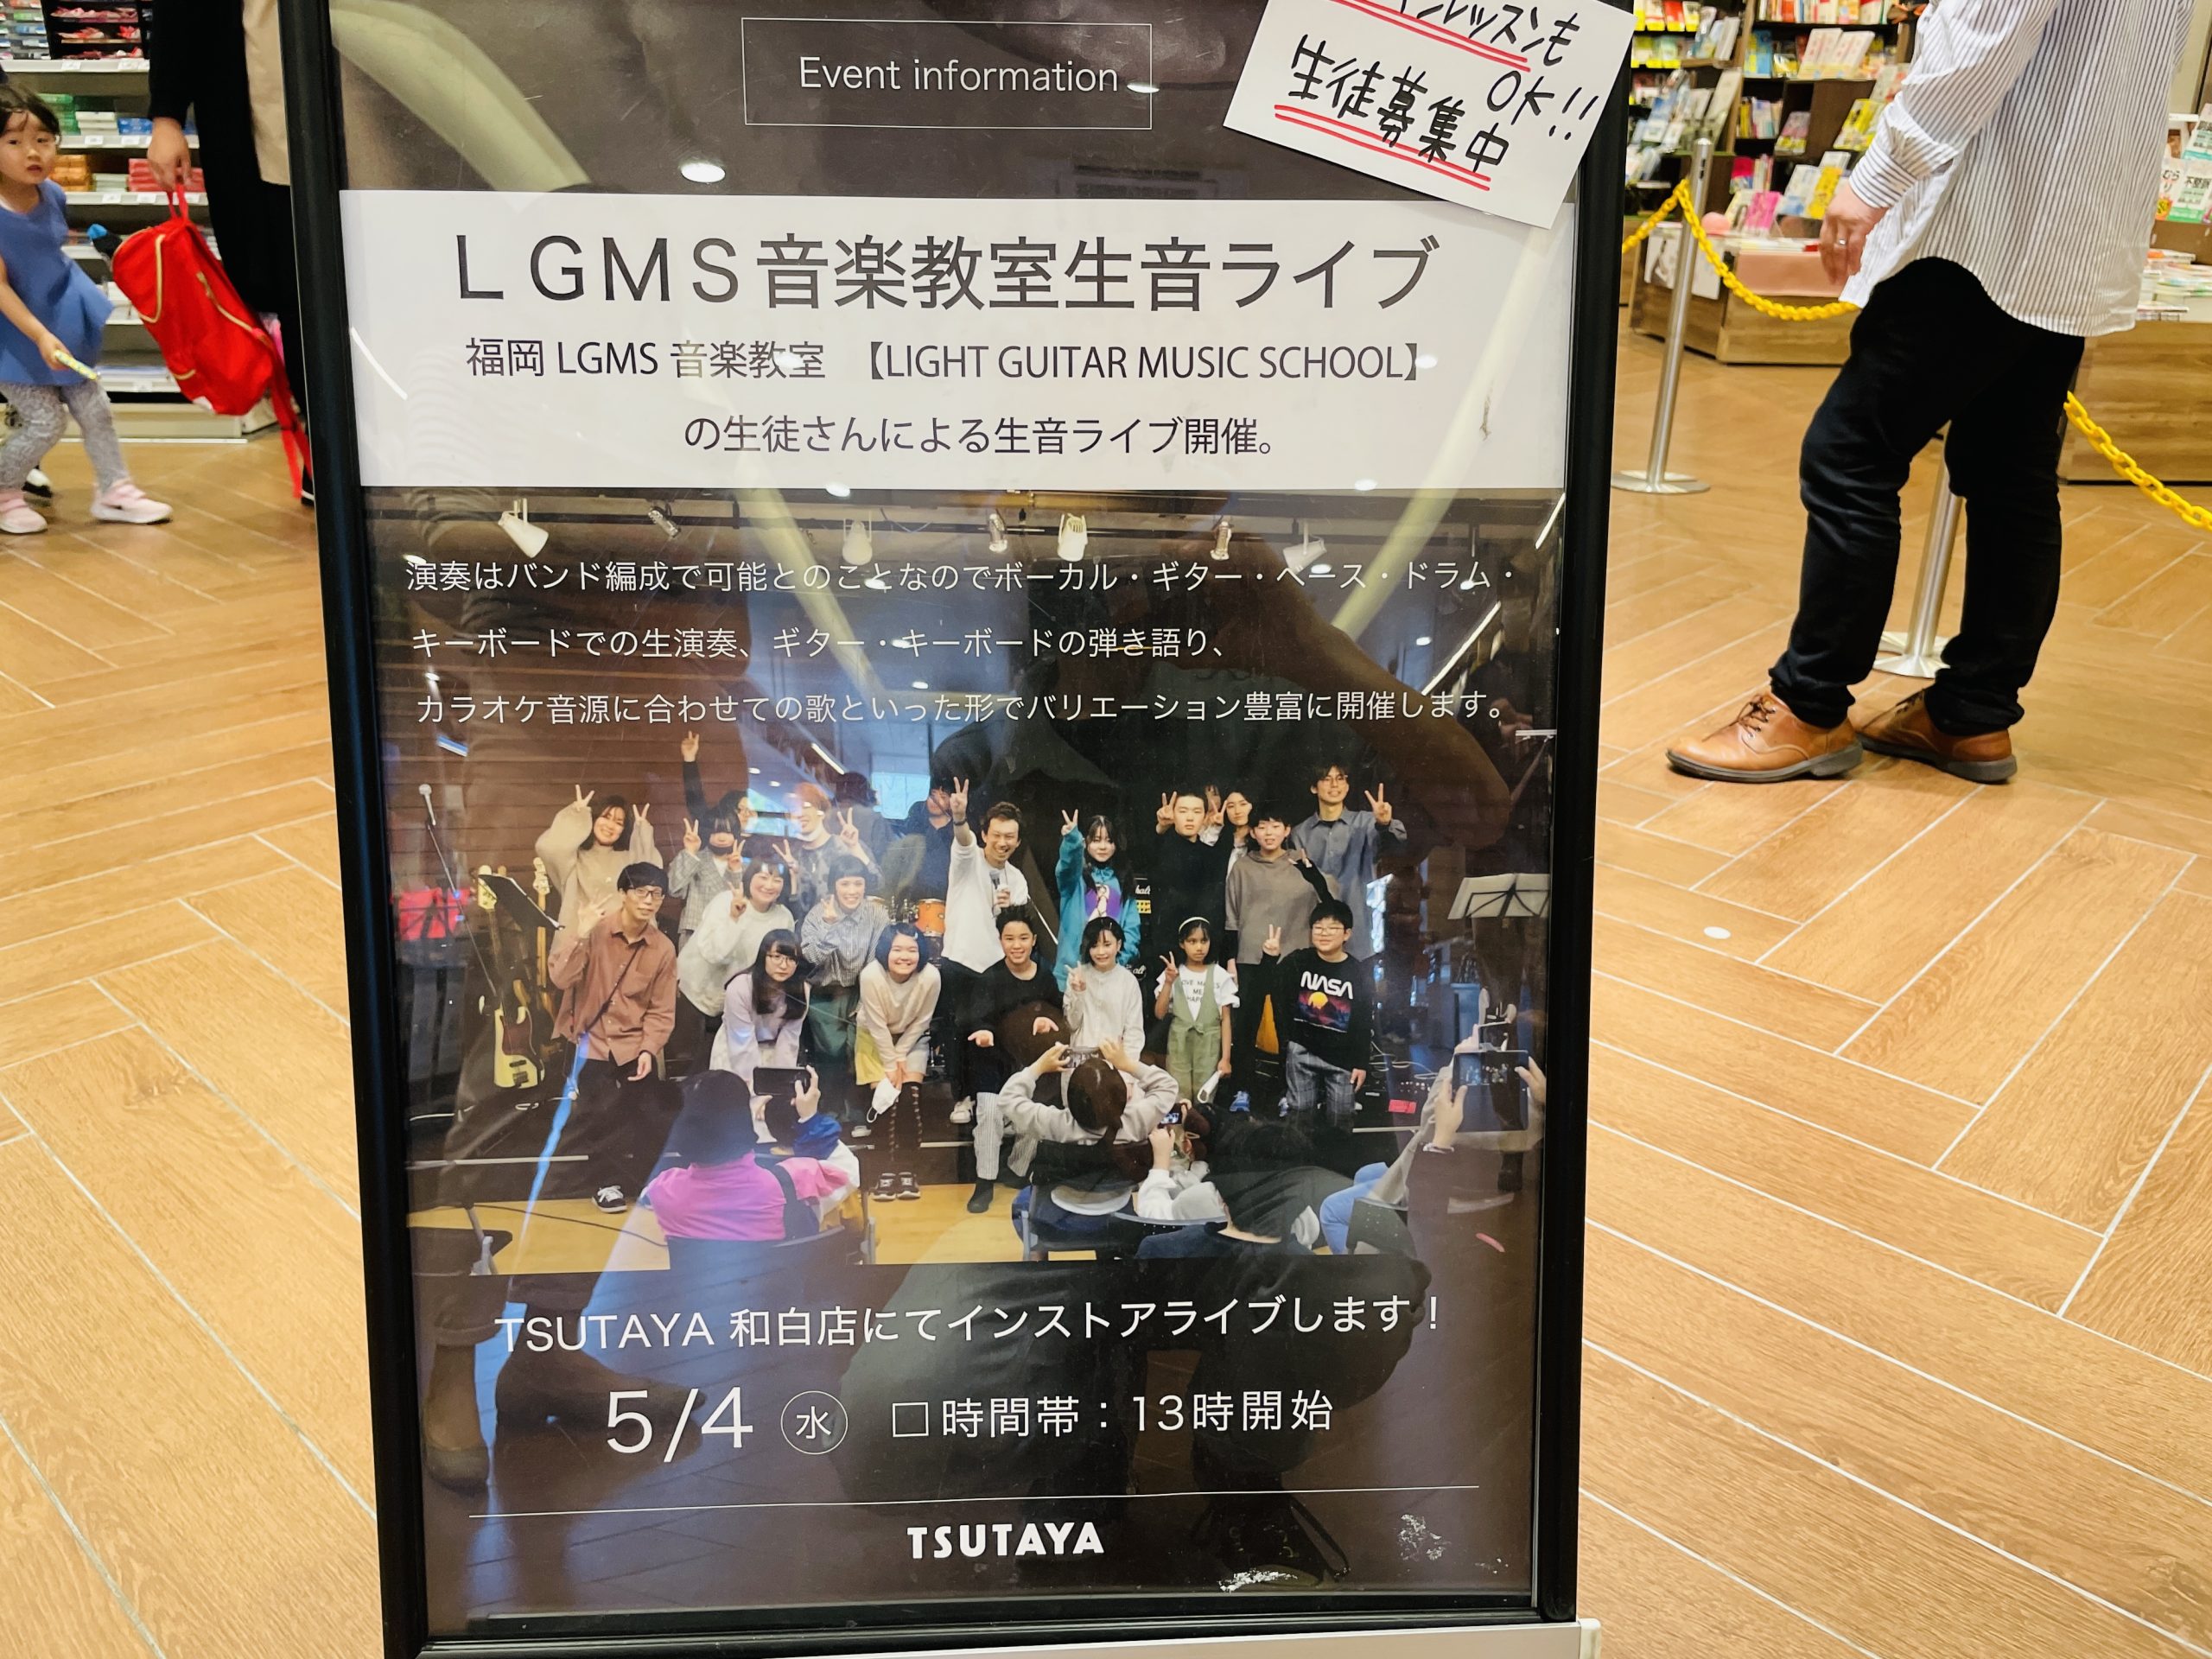 Event information
レッスンも
OK!!
生徒募集中
LGMS音楽教室生音ライブ
福岡 LGMS 音楽教室 【LIGHT GUITAR MUSIC SCHOOL】
の生徒さんによる生音ライブ開催。
演奏はバンド編成で可能とのことなのでボーカル・ギター・ベース・ドラム・
キーボードでの生演奏、ギター・キーボードの弾き語り、
カラオケ音源に合わせての歌といった形でバリエーション豊富に開催します。
NASA
TSUTAYA 和白店にてインストアライブします！
5/4 ㊌ □時間帯：13時開始
TSUTAYA